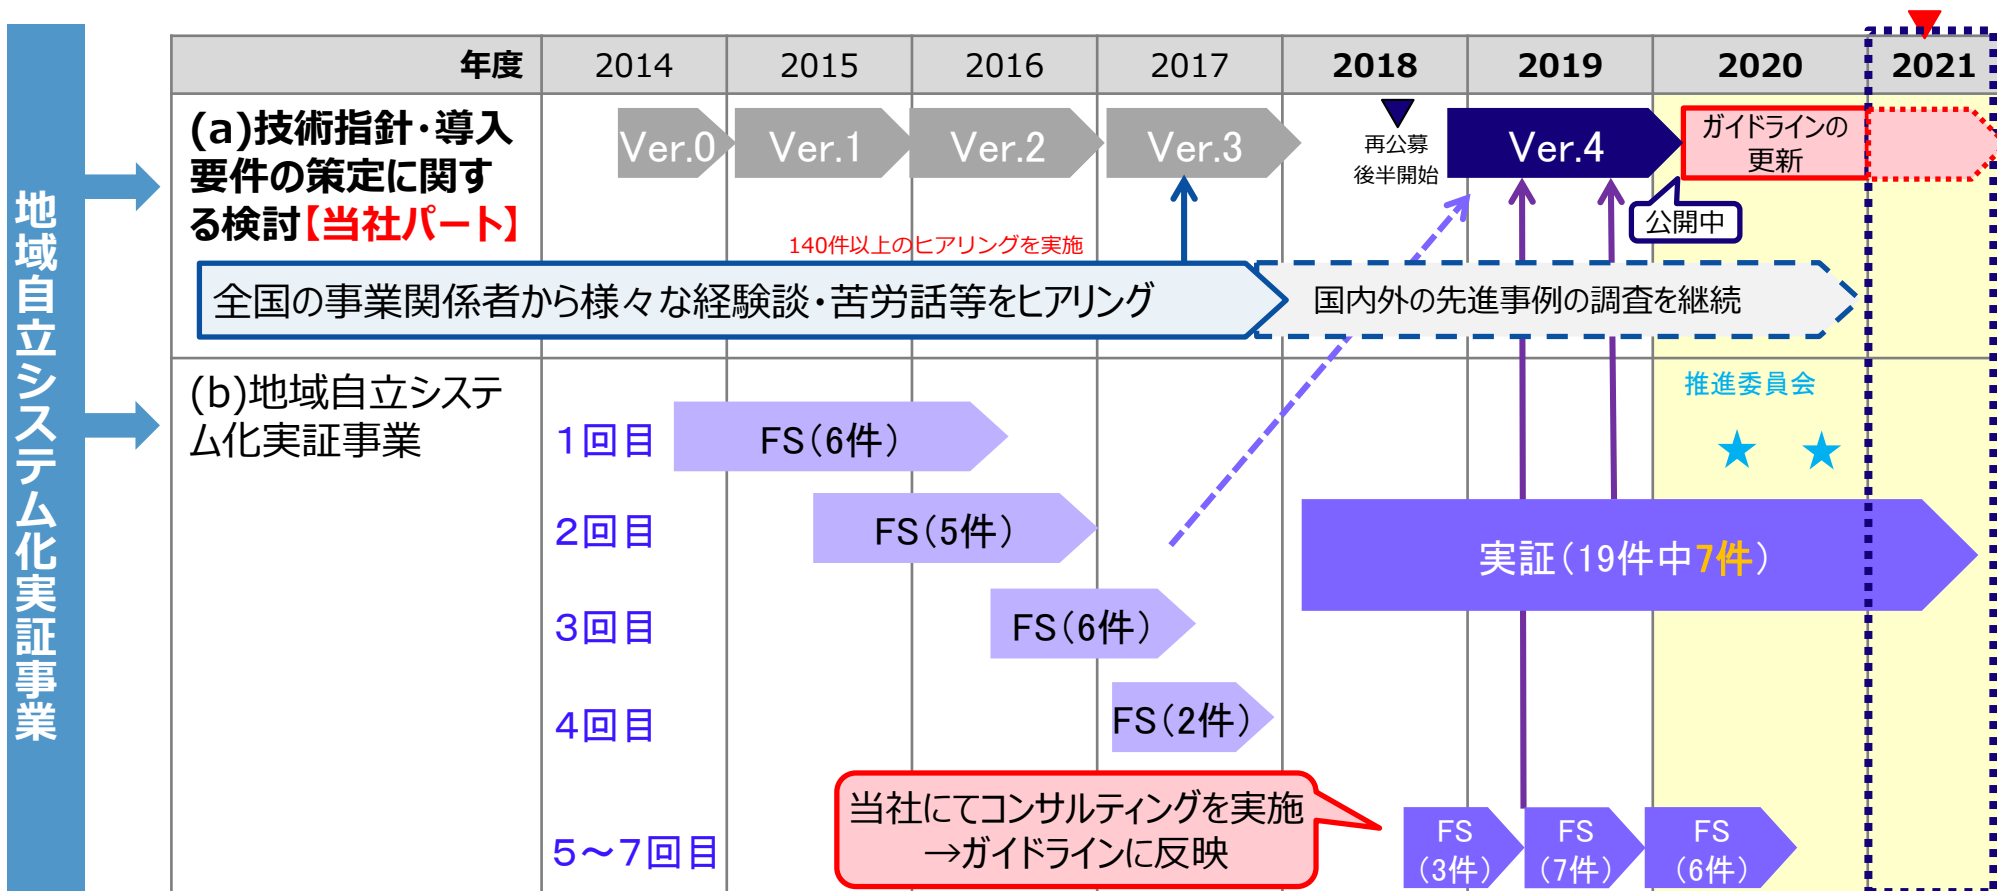 地域自立システム化実証事業
年度 2014 2015 2016 2017 2018 2019 2020 2021
(a)技術指針・導入
要件の策定に関す
る検討【当社パート】
Ver.0 Ver.1 Ver.2 Ver.3
再公募
後半開始
Ver.4
ガイドラインの
更新
公開中
140件以上のヒアリングを実施
全国の事業関係者から様々な経験談・苦労話等をヒアリング
国内外の先進事例の調査を継続
(b)地域自立システ
ム化実証事業
推進委員会
1回目 FS(6件)
2回目 FS(5件)
実証(19件中7件)
3回目 FS(6件)
4回目 FS(2件)
当社にてコンサルティングを実施
→ガイドラインに反映
5～7回目
FS
(3件)
FS
(7件)
FS
(6件)